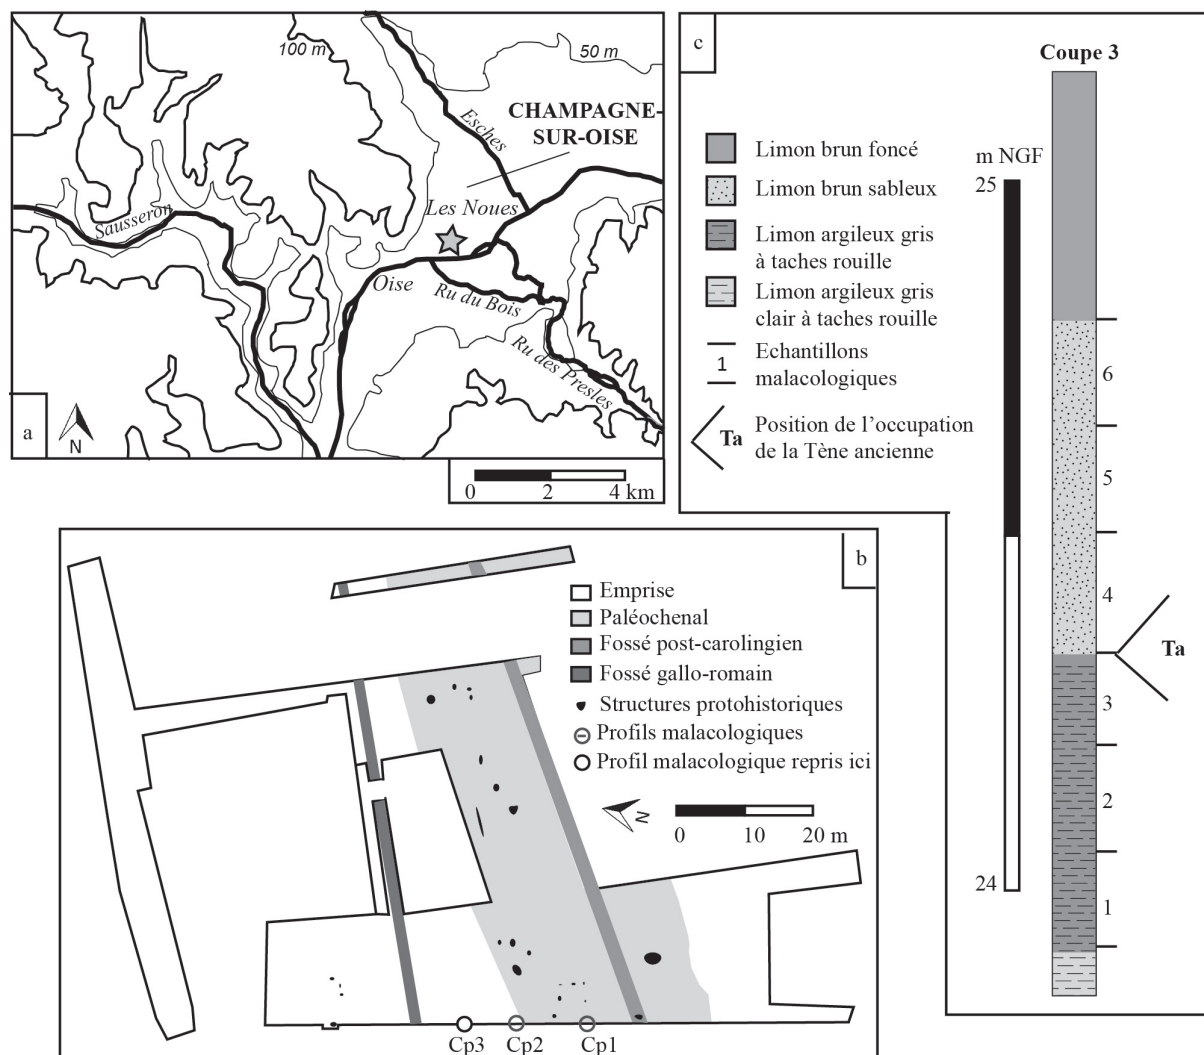 100 m
50 m
Esches
CHAMPAGNE-
SUR-OISE
Les Noues
Sausseron
Oise
Ru du Bois
Ru des Presles
a
N
0 2 4 km
c
Coupe 3
Limon brun foncé
Limon brun sableux
Limon argileux gris
à taches rouille
Limon argileux gris
clair à taches rouille
1 Echantillons
malacologiques
Ta Position de l'occupation
de la Tène ancienne
m NGF
25
24
6
5
4
Ta
3
2
1
b
Emprise
Paléochenal
Fossé post-carolingien
Fossé gallo-romain
Structures protohistoriques
Profils malacologiques
Profil malacologique repris ici
N
0 10 20 m
Cp3 Cp2 Cp1